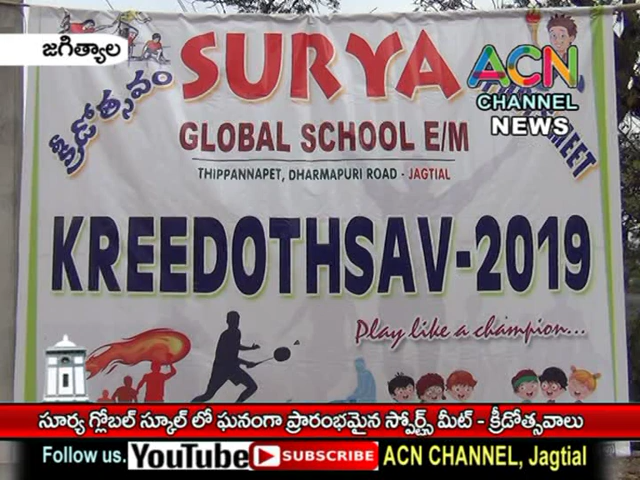 జగిత్యాల
క్రీడోత్సవం
SURYA
ACN
CHANNEL
NEWS
MEET
GLOBAL SCHOOL E/M
THIPPANNAPET, DHARMAPURI ROAD - JAGTIAL
KREEDOTHSAV-2019
Play like a champion...
సూర్య గ్లోబల్ స్కూల్ లో ఘనంగా ప్రారంభమైన స్పోర్ట్స్ మీట్ - క్రీడోత్సవాలు
Follow us. YouTube SUBSCRIBE ACN CHANNEL, Jagtial